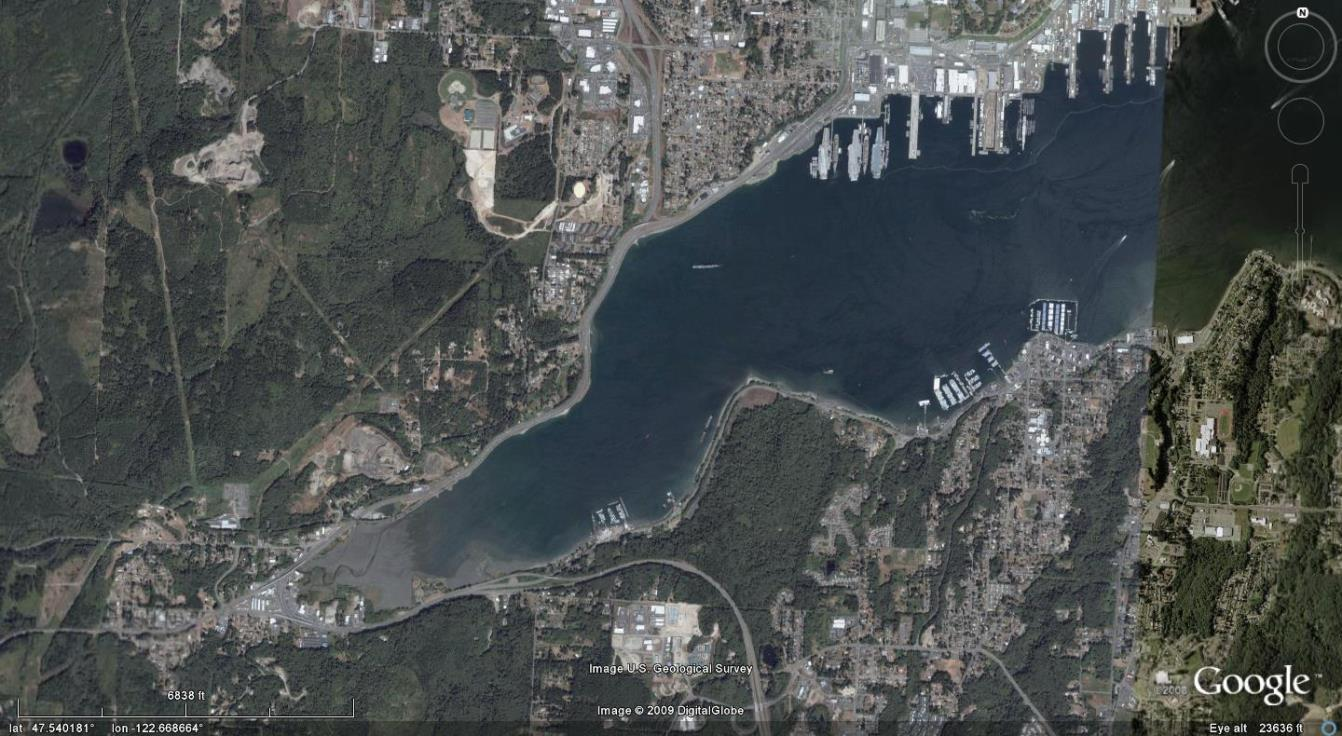 N
6838 ft
Image U.S. Geological Survey
Image © 2009 DigitalGlobe
©2008 Google™
lat 47.540181° lon -122.668664°
Eye alt 23636 ft